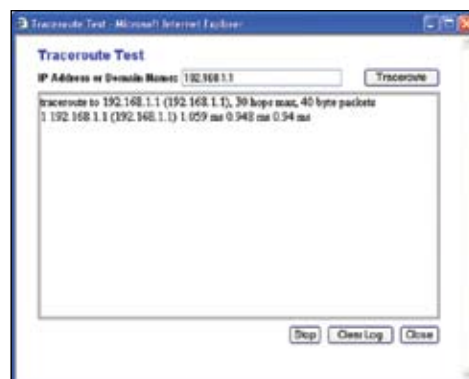 Traceroute Test - Microsoft Internet Explorer
Traceroute Test
IP Address or Domain Name: 192.168.1.1 Traceroute
traceroute to 192.168.1.1 (192.168.1.1), 30 hops max, 40 byte packets
1 192.168.1.1 (192.168.1.1) 1.059 ms 0.948 ms 0.94 ms
Stop Clear Log Close